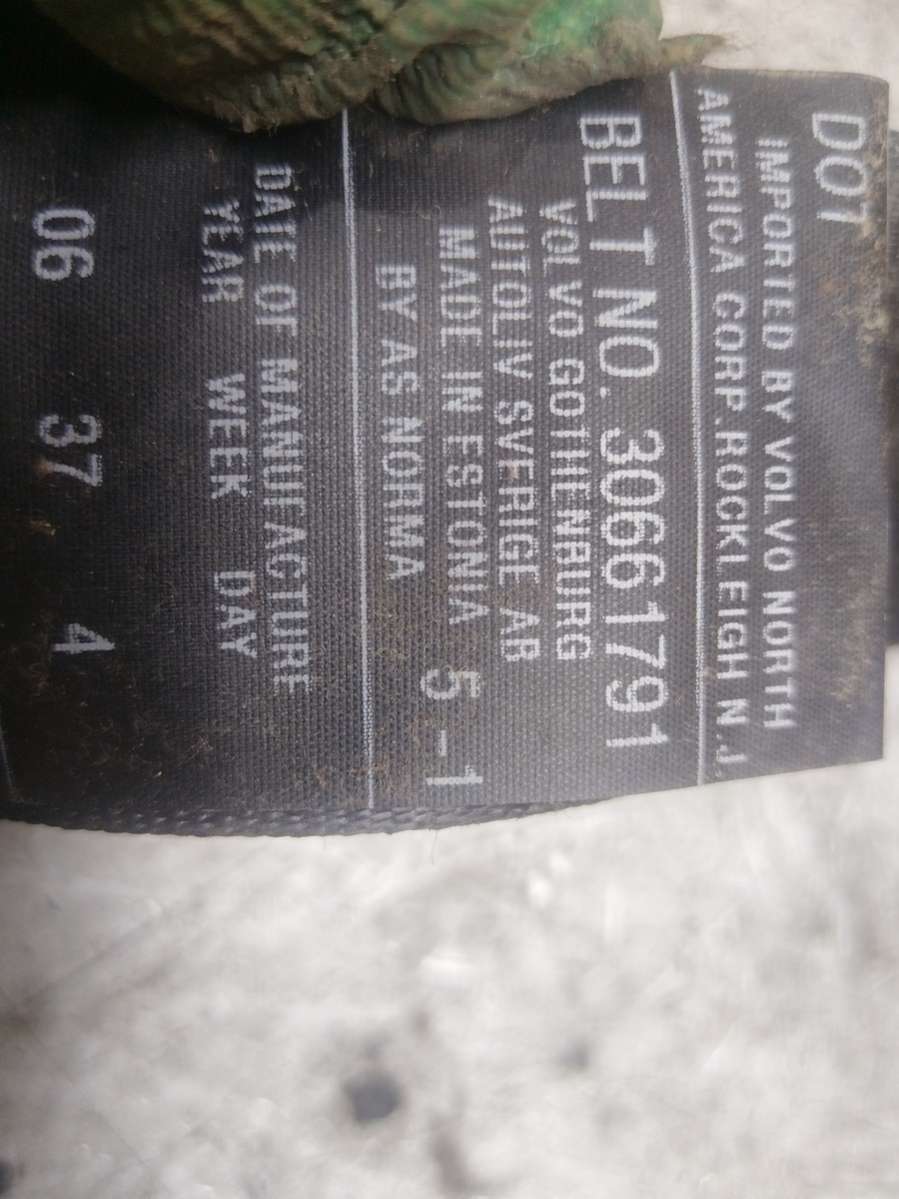 DOT
IMPORTED BY VOLVO NORTH
AMERICA CORP.ROCKLEIGH N.J.
BELT NO. 30661791
VOLVO GOTHENBURG
AUTOLIV SVERIGE AB
MADE IN ESTONIA 5-1
BY AS NORMA
DATE OF MANUFACTURE
YEAR WEEK DAY
06 37 4